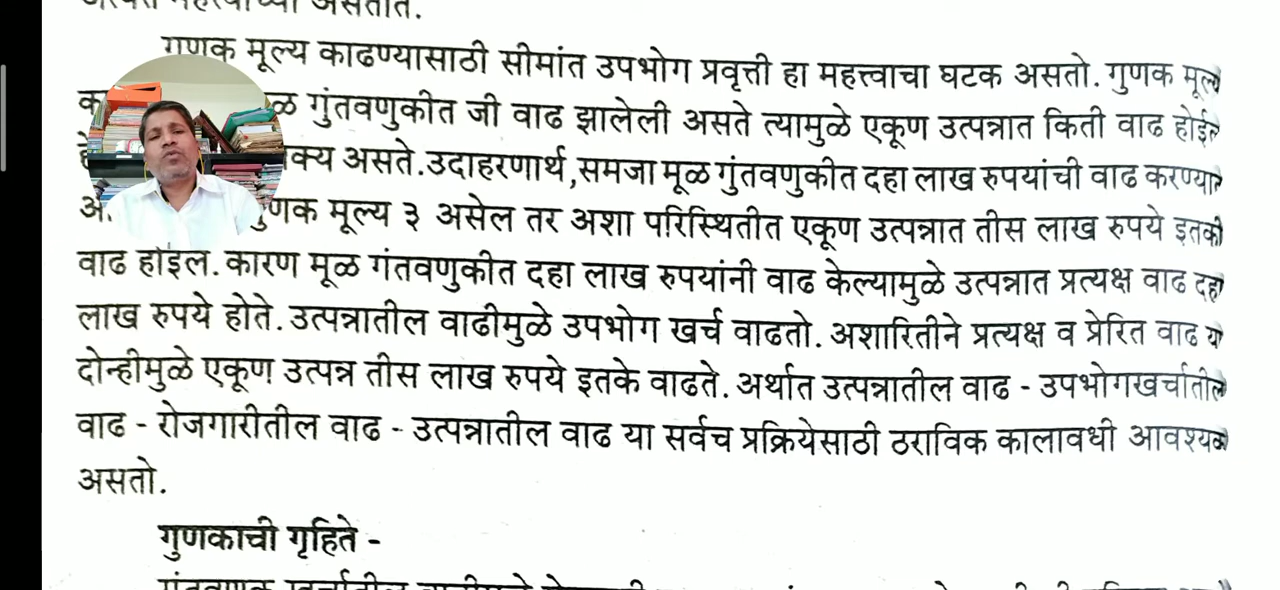 गुणक मूल्य काढण्यासाठी सीमांत उपभोग प्रवृत्ती हा महत्त्वाचा घटक असतो. गुणक मूल्य
गुंतवणुकीत जी वाढ झालेली असते त्यामुळे एकूण उत्पन्नात किती वाढ होईल
असते.उदाहरणार्थ,समजा मूळ गुंतवणुकीत दहा लाख रुपयांची वाढ करण्यात
मूल्य ३ असेल तर अशा परिस्थितीत एकूण उत्पन्नात तीस लाख रुपये इतकी
वाढ होइल. कारण मूळ गंतवणुकीत दहा लाख रुपयांनी वाढ केल्यामुळे उत्पन्नात प्रत्यक्ष वाढ दहा
लाख रुपये होते. उत्पन्नातील वाढीमुळे उपभोग खर्च वाढतो. अशारितीने प्रत्यक्ष व प्रेरित वाढ या
दोन्हीमुळे एकूण उत्पन्न तीस लाख रुपये इतके वाढते. अर्थात उत्पन्नातील वाढ - उपभोगखर्चातील
वाढ - रोजगारीतील वाढ - उत्पन्नातील वाढ या सर्वच प्रक्रियेसाठी ठराविक कालावधी आवश्यक
असतो.
गुणकाची गृहिते -